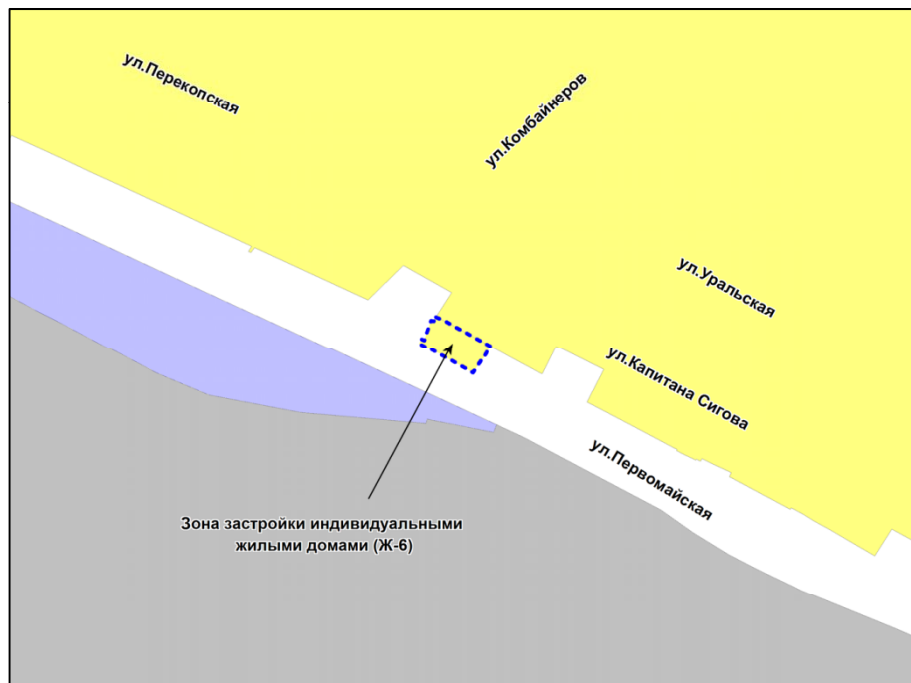 ул.Перекопская
ул.Комбайнеров
ул.Уральская
ул.Капитана Сигова
ул.Первомайская
Зона застройки индивидуальными
жилыми домами (Ж-6)